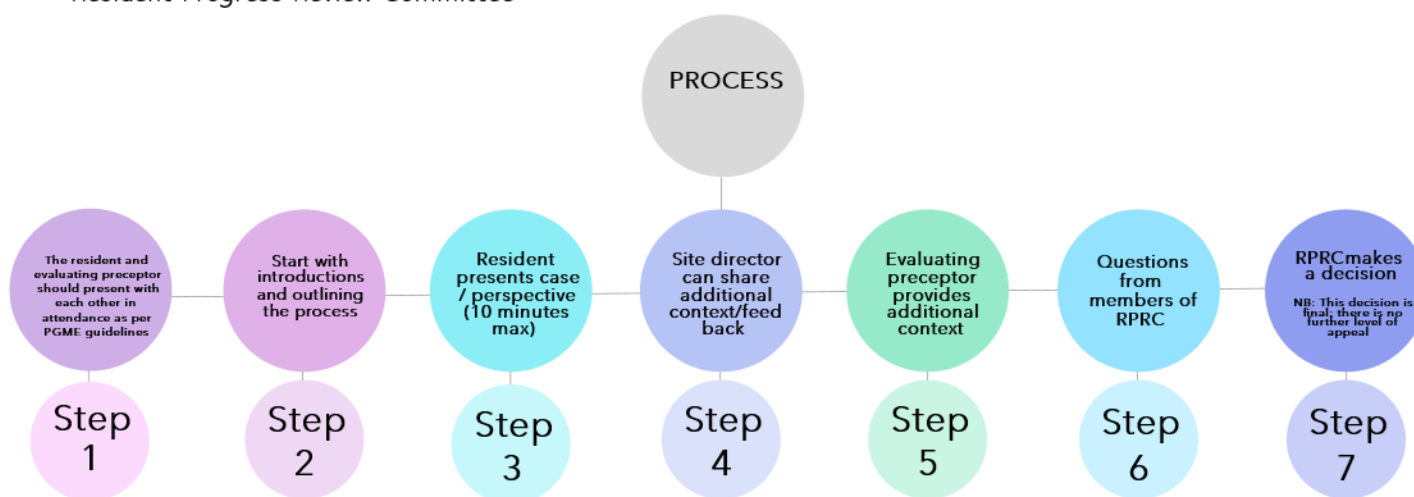 Resident Progress Review Committee
PROCESS
The resident and
evaluating preceptor
should present with
each other in
attendance as per
PGME guidelines
Start with
introductions
and outlining
the process
Resident
presents case
/ perspective
(10 minutes
max)
Site director
can share
additional
context/feed
back
Evaluating
preceptor
provides
additional
context
Questions
from
members of
RPRC
RPRCmakes
a decision
NB: This decision is
final; there is no
further level of
appeal
Step
1
Step
2
Step
3
Step
4
Step
5
Step
6
Step
7